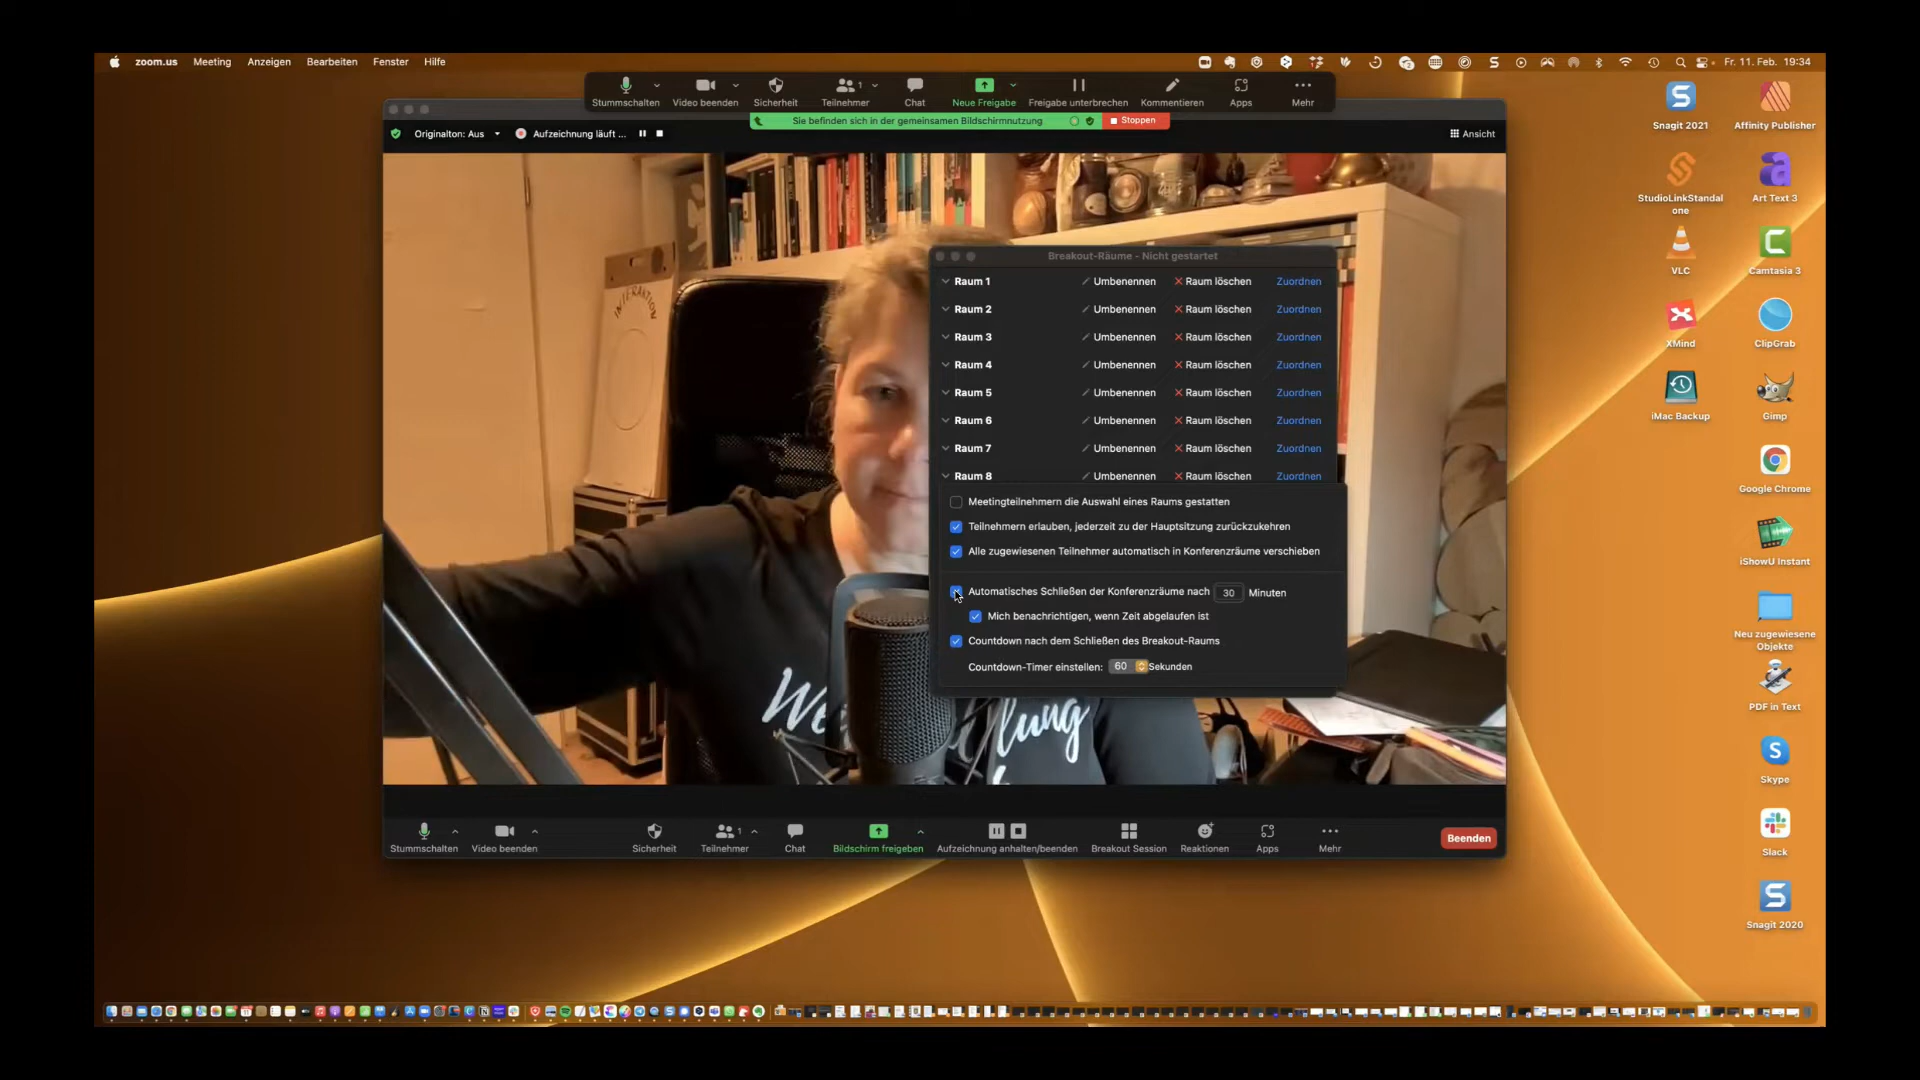 zoom.us Meeting Anzeigen Bearbeiten Fenster Hilfe
Fr. 11. Feb. 19:34
Stummschalten Video beenden Sicherheit Teilnehmer 1 Chat Neue Freigabe Freigabe unterbrechen Kommentieren Apps Mehr
Sie befinden sich in der gemeinsamen Bildschirmnutzung Stoppen
Originalton: Aus Aufzeichnung läuft ... Ansicht
INTERAKTION
Breakout-Räume - Nicht gestartet
Raum 1 Umbenennen Raum löschen Zuordnen
Raum 2 Umbenennen Raum löschen Zuordnen
Raum 3 Umbenennen Raum löschen Zuordnen
Raum 4 Umbenennen Raum löschen Zuordnen
Raum 5 Umbenennen Raum löschen Zuordnen
Raum 6 Umbenennen Raum löschen Zuordnen
Raum 7 Umbenennen Raum löschen Zuordnen
Raum 8 Umbenennen Raum löschen Zuordnen
Meetingteilnehmern die Auswahl eines Raums gestatten
Teilnehmern erlauben, jederzeit zu der Hauptsitzung zurückzukehren
Alle zugewiesenen Teilnehmer automatisch in Konferenzräume verschieben
Automatisches Schließen der Konferenzräume nach 30 Minuten
Mich benachrichtigen, wenn Zeit abgelaufen ist
Countdown nach dem Schließen des Breakout-Raums
Countdown-Timer einstellen: 60 Sekunden
Stummschalten Video beenden Sicherheit Teilnehmer 1 Chat Bildschirm freigeben Aufzeichnung anhalten/beenden Breakout Session Reaktionen Apps Mehr Beenden
Snagit 2021
Affinity Publisher
StudioLinkStandal
one
Art Text 3
VLC
Camtasia 3
XMind
ClipGrab
iMac Backup
Gimp
Google Chrome
iShowU Instant
Neu zugewiesene
Objekte
PDF in Text
Skype
Slack
Snagit 2020